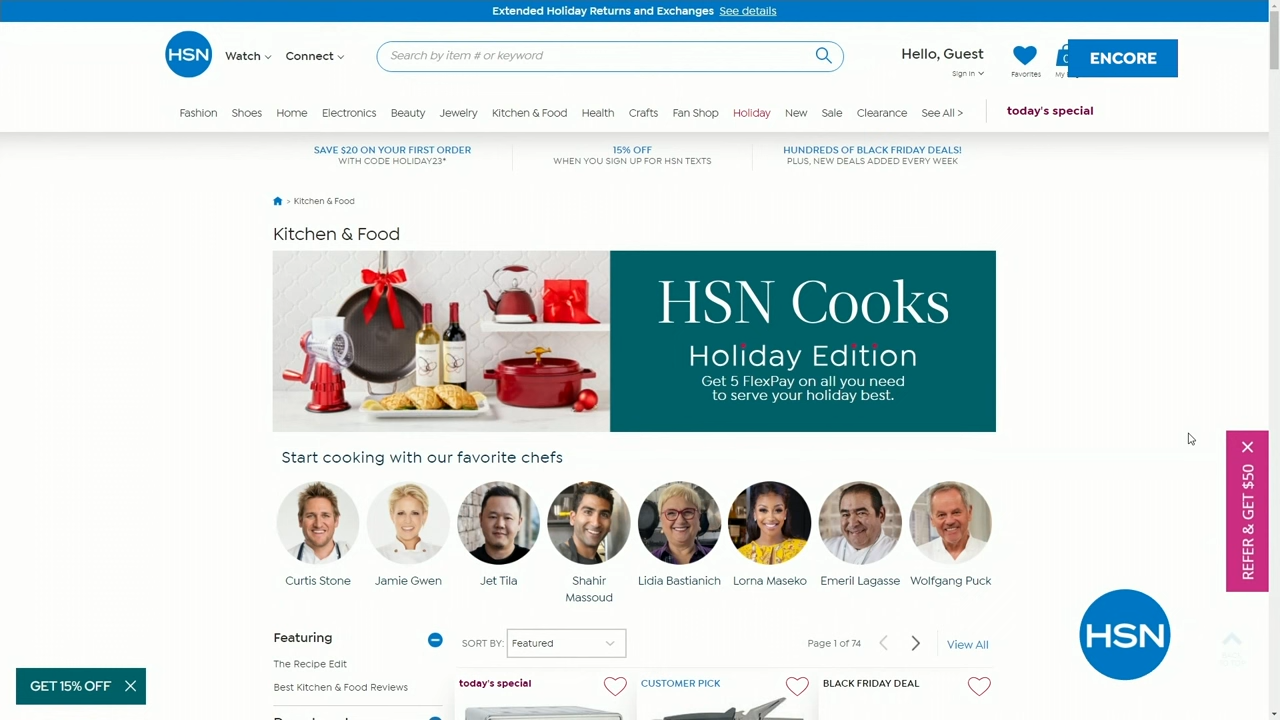 Extended Holiday Returns and Exchanges See details
HSN
Watch
Connect
Search by item # or keyword
Hello, Guest
Sign In
Favorites
ENCORE
Fashion Shoes Home Electronics Beauty Jewelry Kitchen & Food Health Crafts Fan Shop Holiday New Sale Clearance See All > today's special
SAVE $20 ON YOUR FIRST ORDER
WITH CODE HOLIDAY23*
15% OFF
WHEN YOU SIGN UP FOR HSN TEXTS
HUNDREDS OF BLACK FRIDAY DEALS!
PLUS, NEW DEALS ADDED EVERY WEEK
> Kitchen & Food
Kitchen & Food
HSN Cooks
Holiday Edition
Get 5 FlexPay on all you need
to serve your holiday best.
Start cooking with our favorite chefs
Curtis Stone
Jamie Gwen
Jet Tila
Shahir
Massoud
Lidia Bastianich
Lorna Maseko
Emeril Lagasse
Wolfgang Puck
REFER & GET $50
Featuring
The Recipe Edit
Best Kitchen & Food Reviews
SORT BY: Featured
Page 1 of 74
View All
today's special
CUSTOMER PICK
BLACK FRIDAY DEAL
GET 15% OFF
HSN